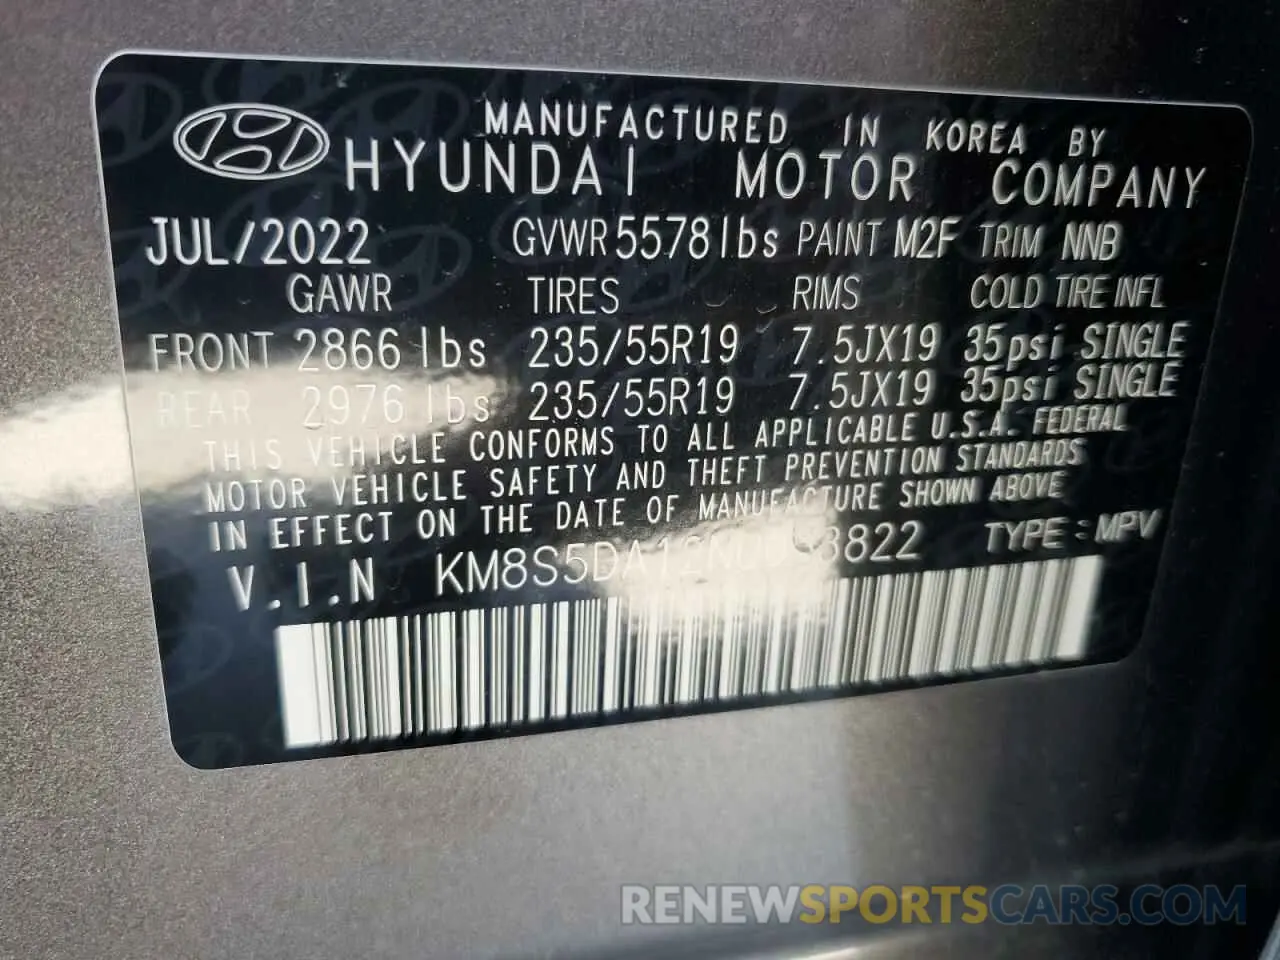 MANUFACTURED IN KOREA BY
HYUNDAI MOTOR COMPANY
JUL/2022 GVWR 5578 lbs PAINT M2F TRIM NNB
GAWR TIRES RIMS COLD TIRE INFL
FRONT 2866 lbs 235/55R19 7.5JX19 35psi SINGLE
REAR 2976 lbs 235/55R19 7.5JX19 35psi SINGLE
THIS VEHICLE CONFORMS TO ALL APPLICABLE U.S.A. FEDERAL
MOTOR VEHICLE SAFETY AND THEFT PREVENTION STANDARDS
IN EFFECT ON THE DATE OF MANUFACTURE SHOWN ABOVE
V.I.N TYPE : MPV
RENEWSPORTSCARS.COM